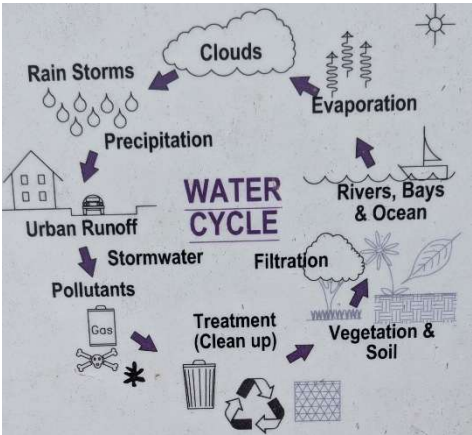 Clouds
Rain Storms
Evaporation
Precipitation
WATER
CYCLE
Rivers, Bays
& Ocean
Urban Runoff
Stormwater
Filtration
Pollutants
Gas
Treatment
(Clean up)
Vegetation &
Soil